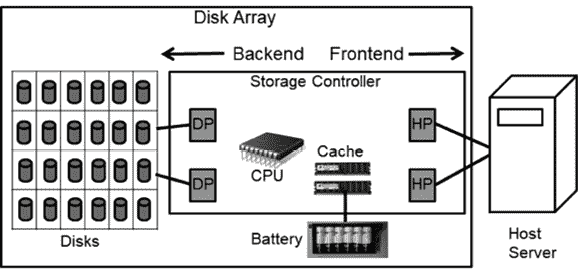 Disk Array
Backend Frontend
Storage Controller
DP
HP
CPU
Cache
DP
HP
Disks
Battery
Host
Server